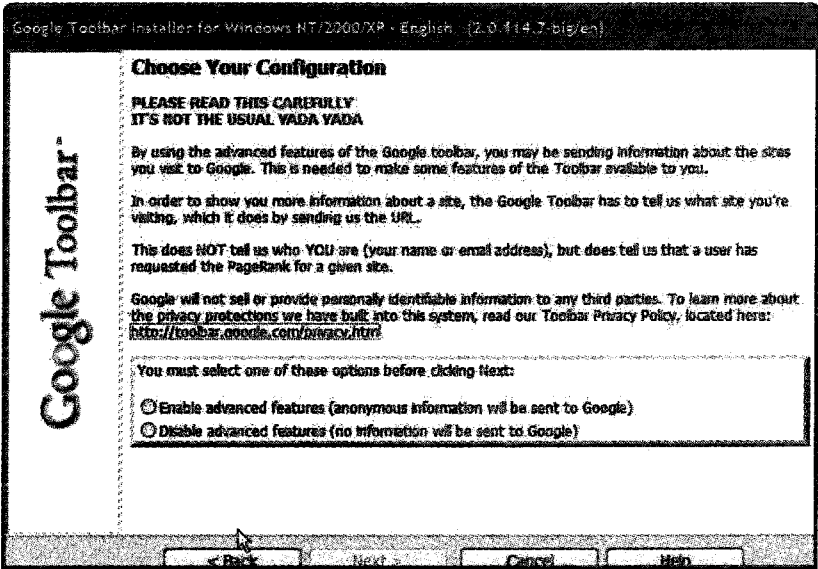 Google Toolbar Installer for Windows NT/2000/XP - English (2.0.114.7-big/en)
Google Toolbar™
Choose Your Configuration
PLEASE READ THIS CAREFULLY
IT'S NOT THE USUAL YADA YADA
By using the advanced features of the Google toolbar, you may be sending information about the sites
you visit to Google. This is needed to make some features of the Toolbar available to you.
In order to show you more information about a site, the Google Toolbar has to tell us what site you're
visiting, which it does by sending us the URL.
This does NOT tell us who YOU are (your name or email address), but does tell us that a user has
requested the PageRank for a given site.
Google will not sell or provide personally identifiable information to any third parties. To learn more about
the privacy protections we have built into this system, read our Toolbar Privacy Policy, located here:
http://toolbar.google.com/privacy.html
You must select one of these options before clicking Next:
Enable advanced features (anonymous information will be sent to Google)
Disable advanced features (no information will be sent to Google)
< Back Next > Cancel Help